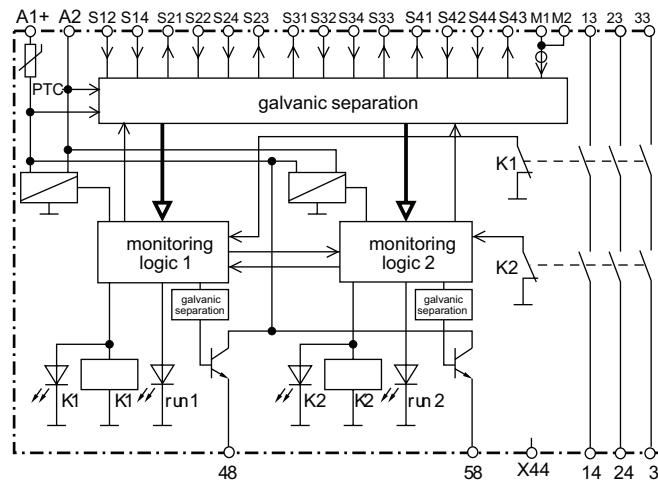 A1+ A2 S12 S14 S21 S22 S24 S23 S31 S32 S34 S33 S41 S42 S44 S43 M1 M2 13 23 33
PTC
galvanic separation
K1
monitoring
logic 1
monitoring
logic 2
K2
galvanic
separation
galvanic
separation
K1 K1 run 1 K2 K2 run 2
48 58 X44 14 24 3